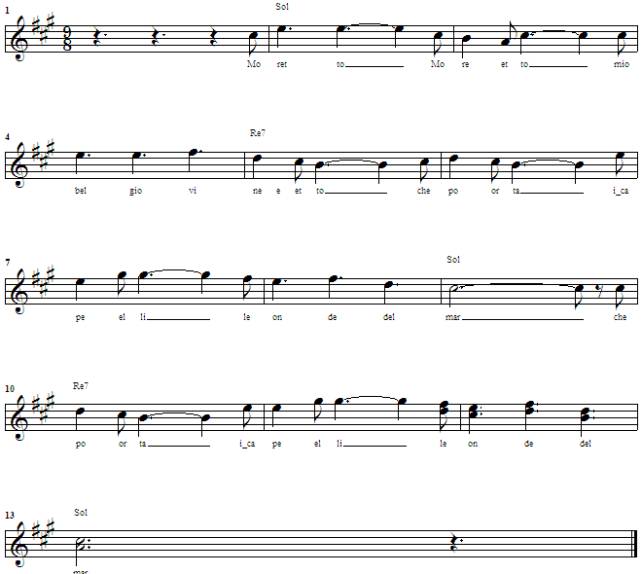 1 Sol
9
8
Mo ret to Mo re et to mio
4 Re7
bel gio vi ne e et to che po or ta i_ca
7 Sol
pe el li le on de del mar che
10 Re7
po or ta i_ca pe el li le on de del
13 Sol
mar